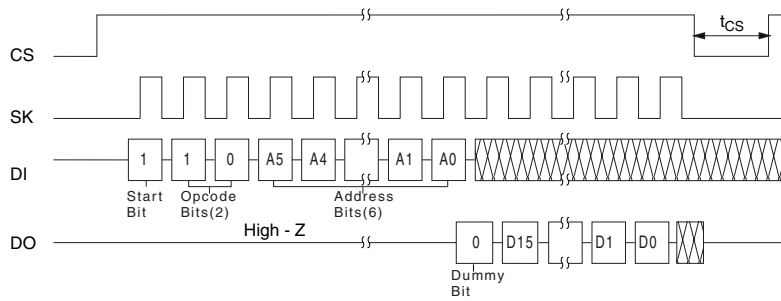 tCS
CS
SK
DI
1 1 0 A5 A4 A1 A0
Start
Bit
Opcode
Bits(2)
Address
Bits(6)
High - Z
DO
0 D15 D1 D0
Dummy
Bit